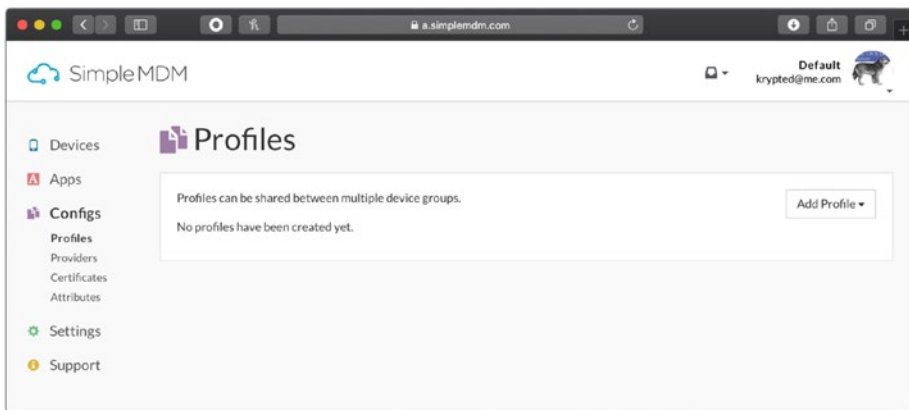 a.simplemdm.com
SimpleMDM
Default
krypted@me.com
Devices
Apps
Configs
Profiles
Providers
Certificates
Attributes
Settings
Support
Profiles
Profiles can be shared between multiple device groups.
Add Profile
No profiles have been created yet.